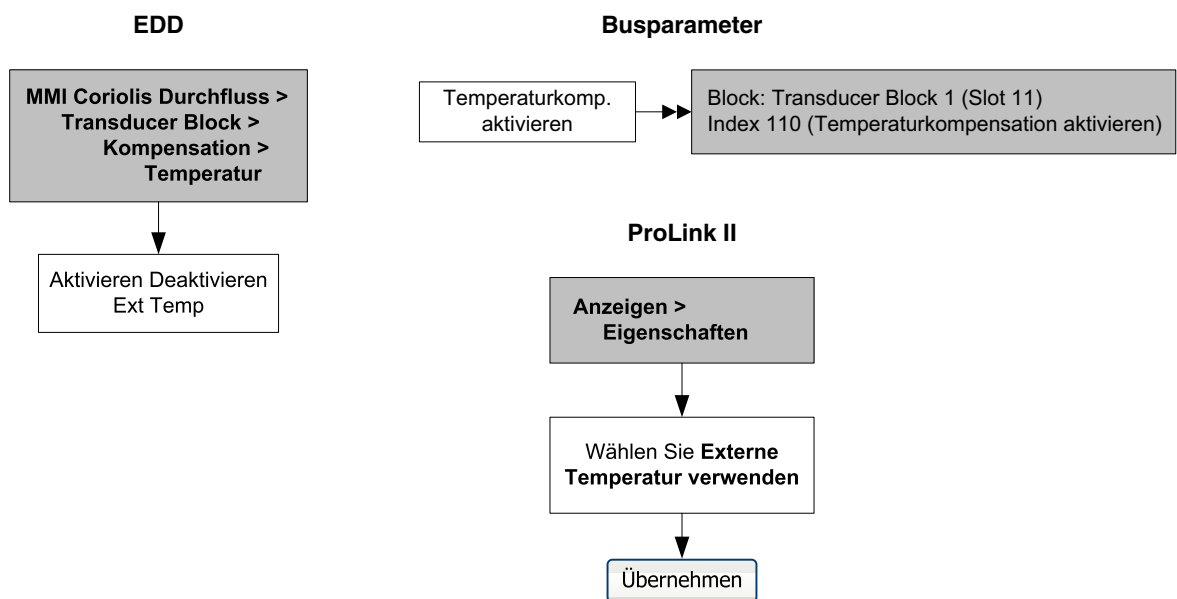 EDD
MMI Coriolis Durchfluss >
Transducer Block >
Kompensation >
Temperatur
Aktivieren Deaktivieren
Ext Temp
Busparameter
Temperaturkomp.
aktivieren
Block: Transducer Block 1 (Slot 11)
Index 110 (Temperaturkompensation aktivieren)
ProLink II
Anzeigen >
Eigenschaften
Wählen Sie Externe
Temperatur verwenden
Übernehmen